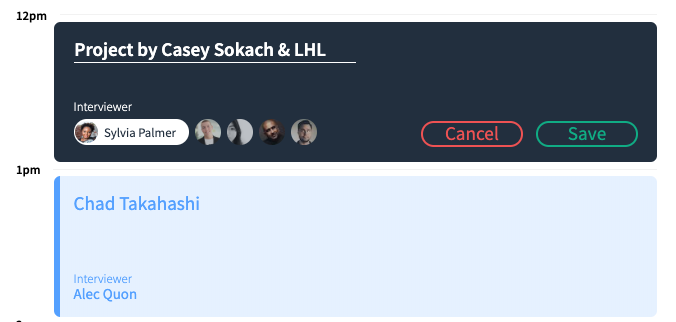 12pm
Project by Casey Sokach & LHL
Interviewer
Sylvia Palmer
Cancel
Save
1pm
Chad Takahashi
Interviewer
Alec Quon